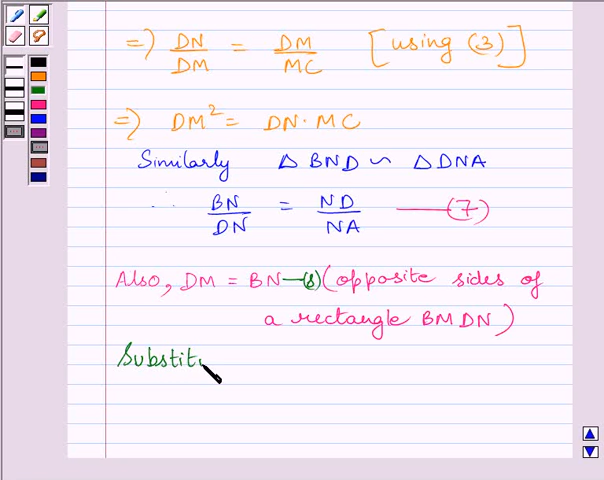 =) DN/DM = DM/MC [using (3)]
=) DM² = DN·MC
Similarly Δ BND ∽ Δ DNA
∴ BN/DN = ND/NA —(7)
Also, DM = BN—(8)(opposite sides of
a rectangle BMDN)
Substit